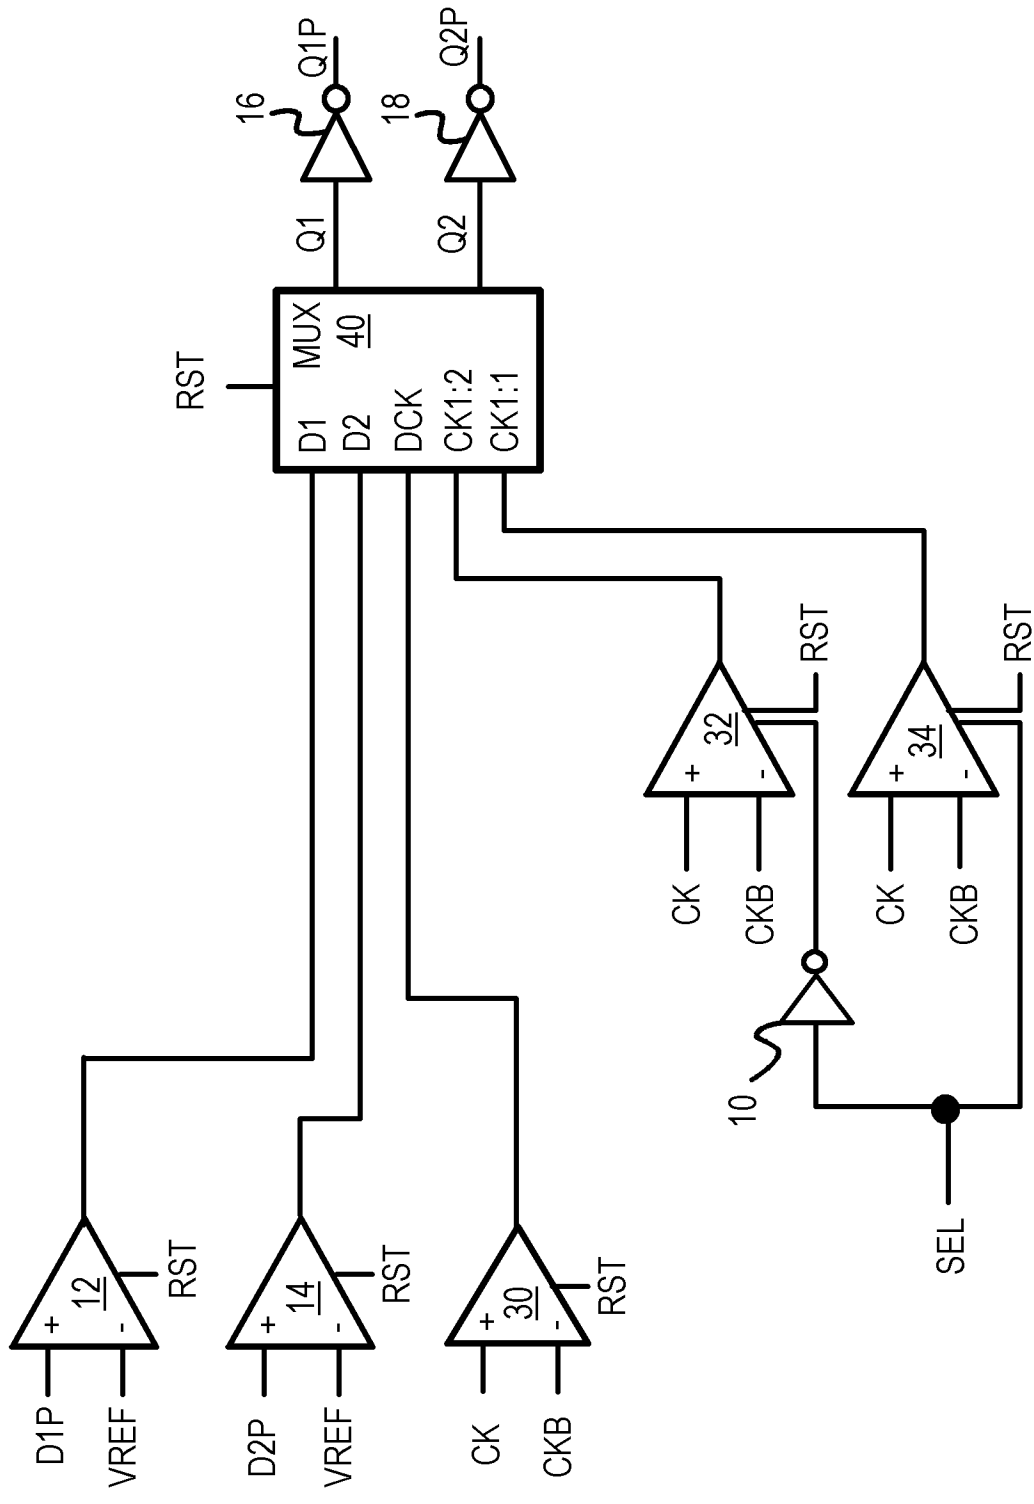 D1P
VREF
+
-
12
RST
D2P
VREF
+
-
14
RST
CK
CKB
+
-
30
RST
SEL
10
CK
CKB
+
-
32
RST
CK
CKB
+
-
34
RST
RST
D1
MUX
D2
40
DCK
CK1:2
CK1:1
Q1
16
Q1P
Q2
18
Q2P